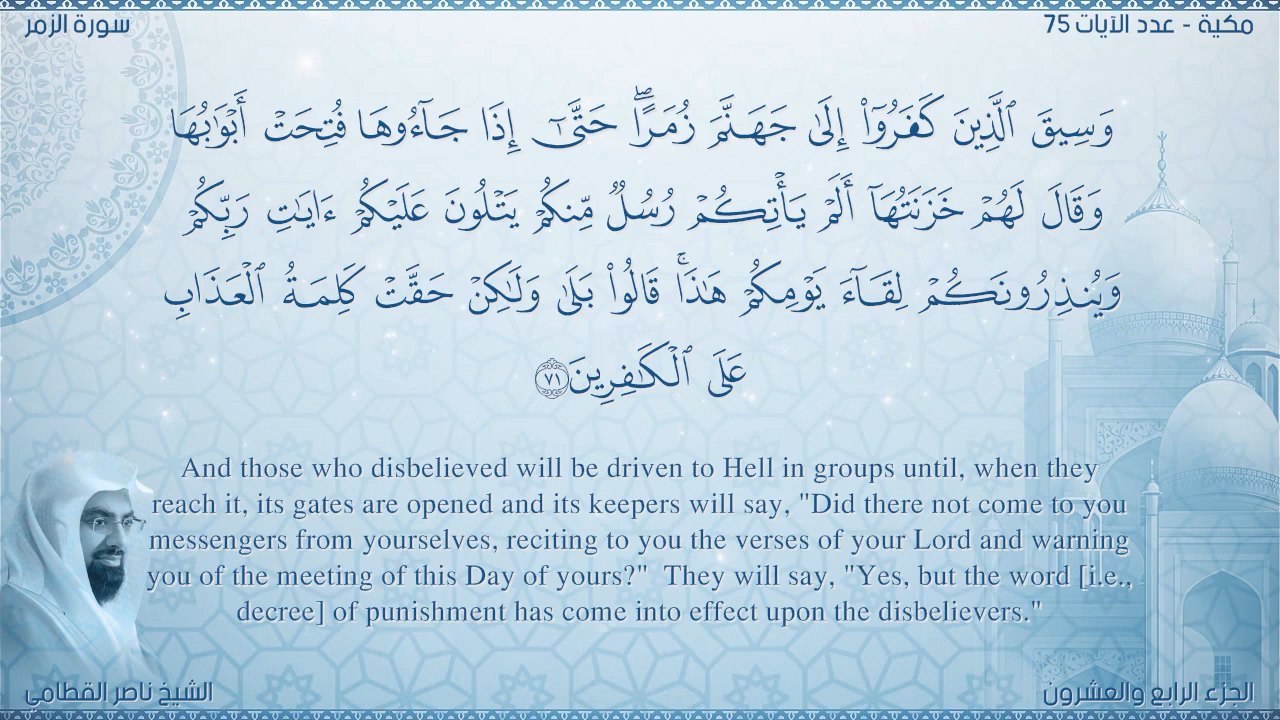 سورة الزمر
مكية - عدد الآيات 75
وَسِيقَ ٱلَّذِينَ كَفَرُوٓا۟ إِلَىٰ جَهَنَّمَ زُمَرًا ۖ حَتَّىٰٓ إِذَا جَآءُوهَا فُتِحَتْ أَبْوَٰبُهَا
وَقَالَ لَهُمْ خَزَنَتُهَآ أَلَمْ يَأْتِكُمْ رُسُلٌ مِّنكُمْ يَتْلُونَ عَلَيْكُمْ ءَايَٰتِ رَبِّكُمْ
وَيُنذِرُونَكُمْ لِقَآءَ يَوْمِكُمْ هَٰذَا ۚ قَالُوا۟ بَلَىٰ وَلَٰكِنْ حَقَّتْ كَلِمَةُ ٱلْعَذَابِ
عَلَى ٱلْكَٰفِرِينَ ٧١
And those who disbelieved will be driven to Hell in groups until, when they
reach it, its gates are opened and its keepers will say, "Did there not come to you
messengers from yourselves, reciting to you the verses of your Lord and warning
you of the meeting of this Day of yours?"  They will say, "Yes, but the word [i.e.,
decree] of punishment has come into effect upon the disbelievers."
الشيخ ناصر القطامي
الجزء الرابع والعشرون